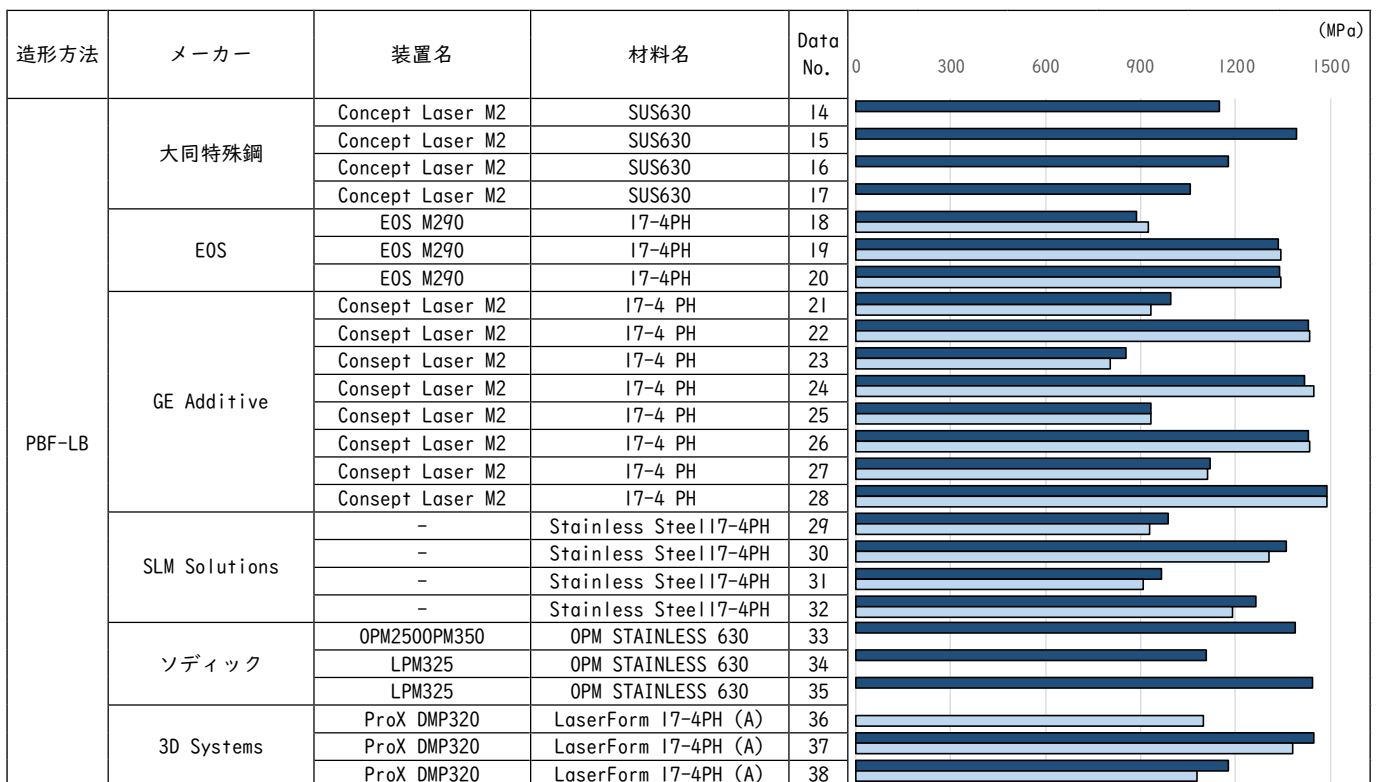 (MPa)
造形方法 メーカー 装置名 材料名 Data No. 0 300 600 900 1200 1500
PBF-LB
大同特殊鋼
Concept Laser M2 SUS630 14
Concept Laser M2 SUS630 15
Concept Laser M2 SUS630 16
Concept Laser M2 SUS630 17
EOS
EOS M290 17-4PH 18
EOS M290 17-4PH 19
EOS M290 17-4PH 20
GE Additive
Consept Laser M2 17-4 PH 21
Consept Laser M2 17-4 PH 22
Consept Laser M2 17-4 PH 23
Consept Laser M2 17-4 PH 24
Consept Laser M2 17-4 PH 25
Consept Laser M2 17-4 PH 26
Consept Laser M2 17-4 PH 27
Consept Laser M2 17-4 PH 28
SLM Solutions
- Stainless Steel17-4PH 29
- Stainless Steel17-4PH 30
- Stainless Steel17-4PH 31
- Stainless Steel17-4PH 32
ソディック
OPM250OPM350 OPM STAINLESS 630 33
LPM325 OPM STAINLESS 630 34
LPM325 OPM STAINLESS 630 35
3D Systems
ProX DMP320 LaserForm 17-4PH (A) 36
ProX DMP320 LaserForm 17-4PH (A) 37
ProX DMP320 LaserForm 17-4PH (A) 38